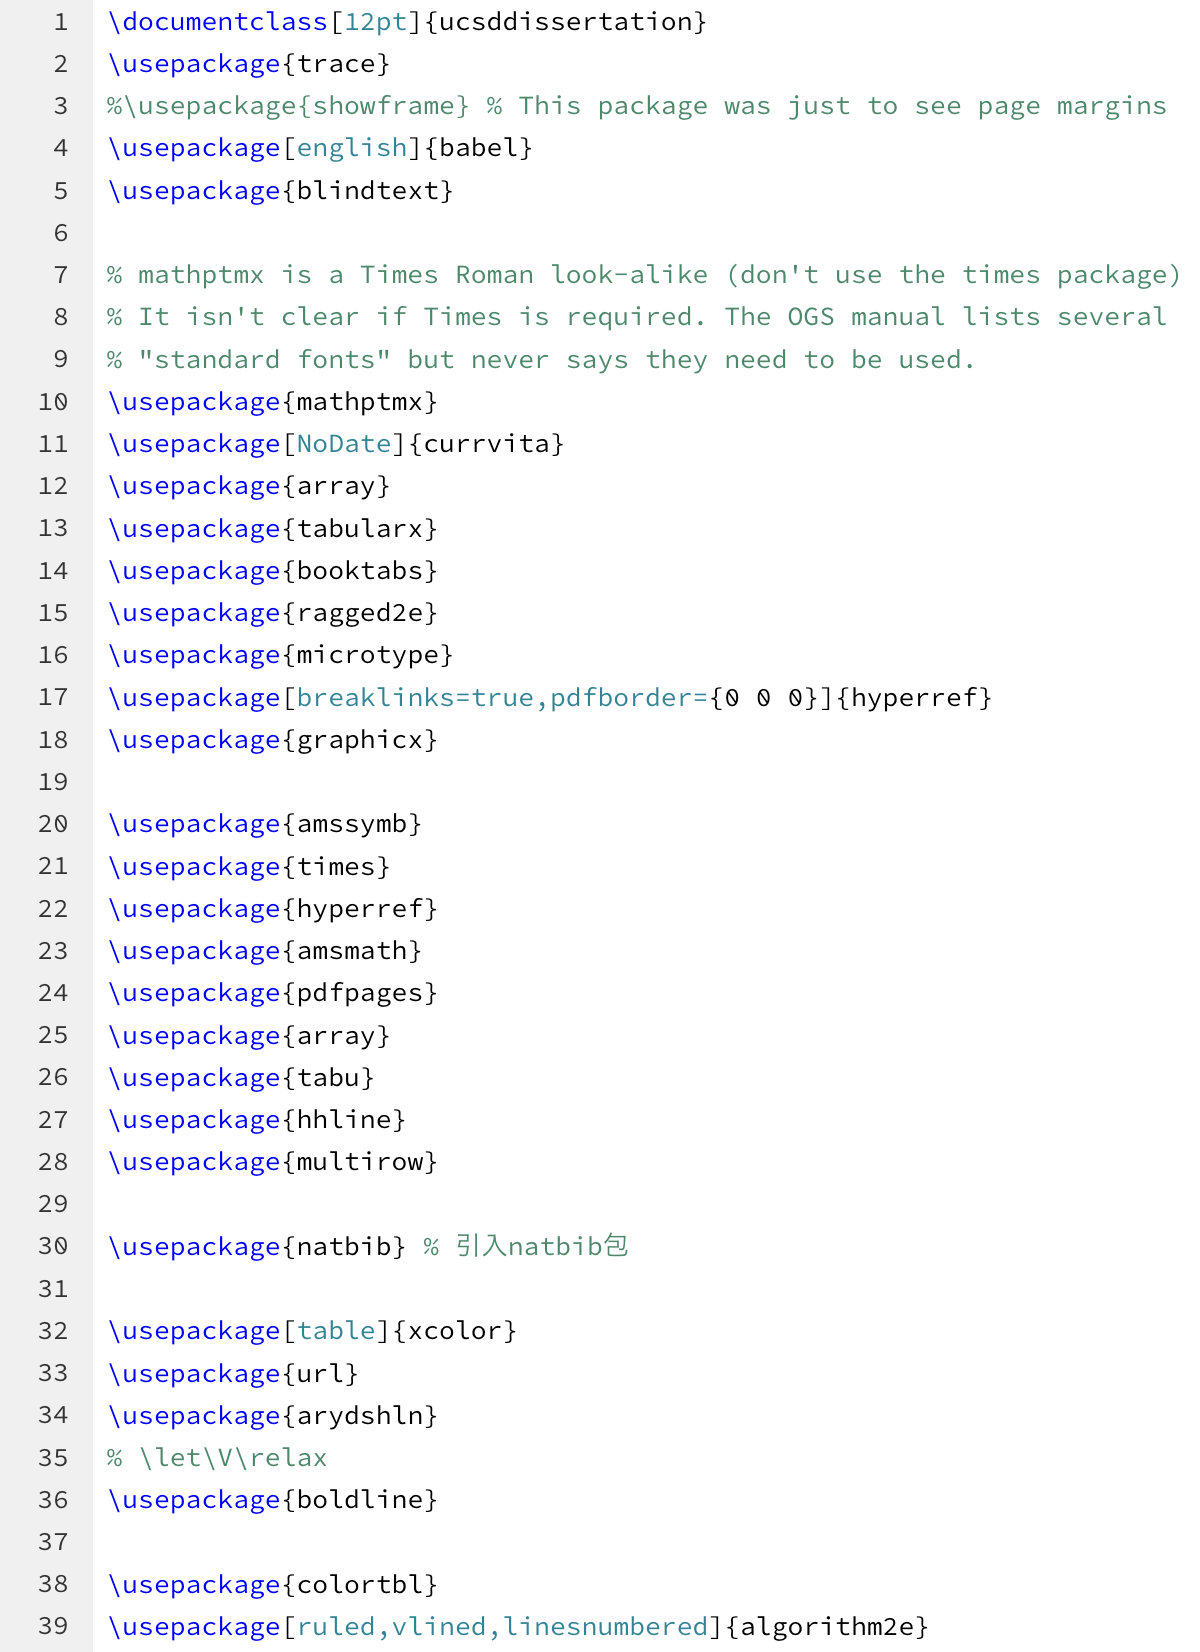 1 \documentclass[12pt]{ucsddissertation}
2 \usepackage{trace}
3 %\usepackage{showframe} % This package was just to see page margins
4 \usepackage[english]{babel}
5 \usepackage{blindtext}
6
7 % mathptmx is a Times Roman look-alike (don't use the times package)
8 % It isn't clear if Times is required. The OGS manual lists several
9 % "standard fonts" but never says they need to be used.
10 \usepackage{mathptmx}
11 \usepackage[NoDate]{currvita}
12 \usepackage{array}
13 \usepackage{tabularx}
14 \usepackage{booktabs}
15 \usepackage{ragged2e}
16 \usepackage{microtype}
17 \usepackage[breaklinks=true,pdfborder={0 0 0}]{hyperref}
18 \usepackage{graphicx}
19
20 \usepackage{amssymb}
21 \usepackage{times}
22 \usepackage{hyperref}
23 \usepackage{amsmath}
24 \usepackage{pdfpages}
25 \usepackage{array}
26 \usepackage{tabu}
27 \usepackage{hhline}
28 \usepackage{multirow}
29
30 \usepackage{natbib} % 引入natbib包
31
32 \usepackage[table]{xcolor}
33 \usepackage{url}
34 \usepackage{arydshln}
35 % \let\V\relax
36 \usepackage{boldline}
37
38 \usepackage{colortbl}
39 \usepackage[ruled,vlined,linesnumbered]{algorithm2e}